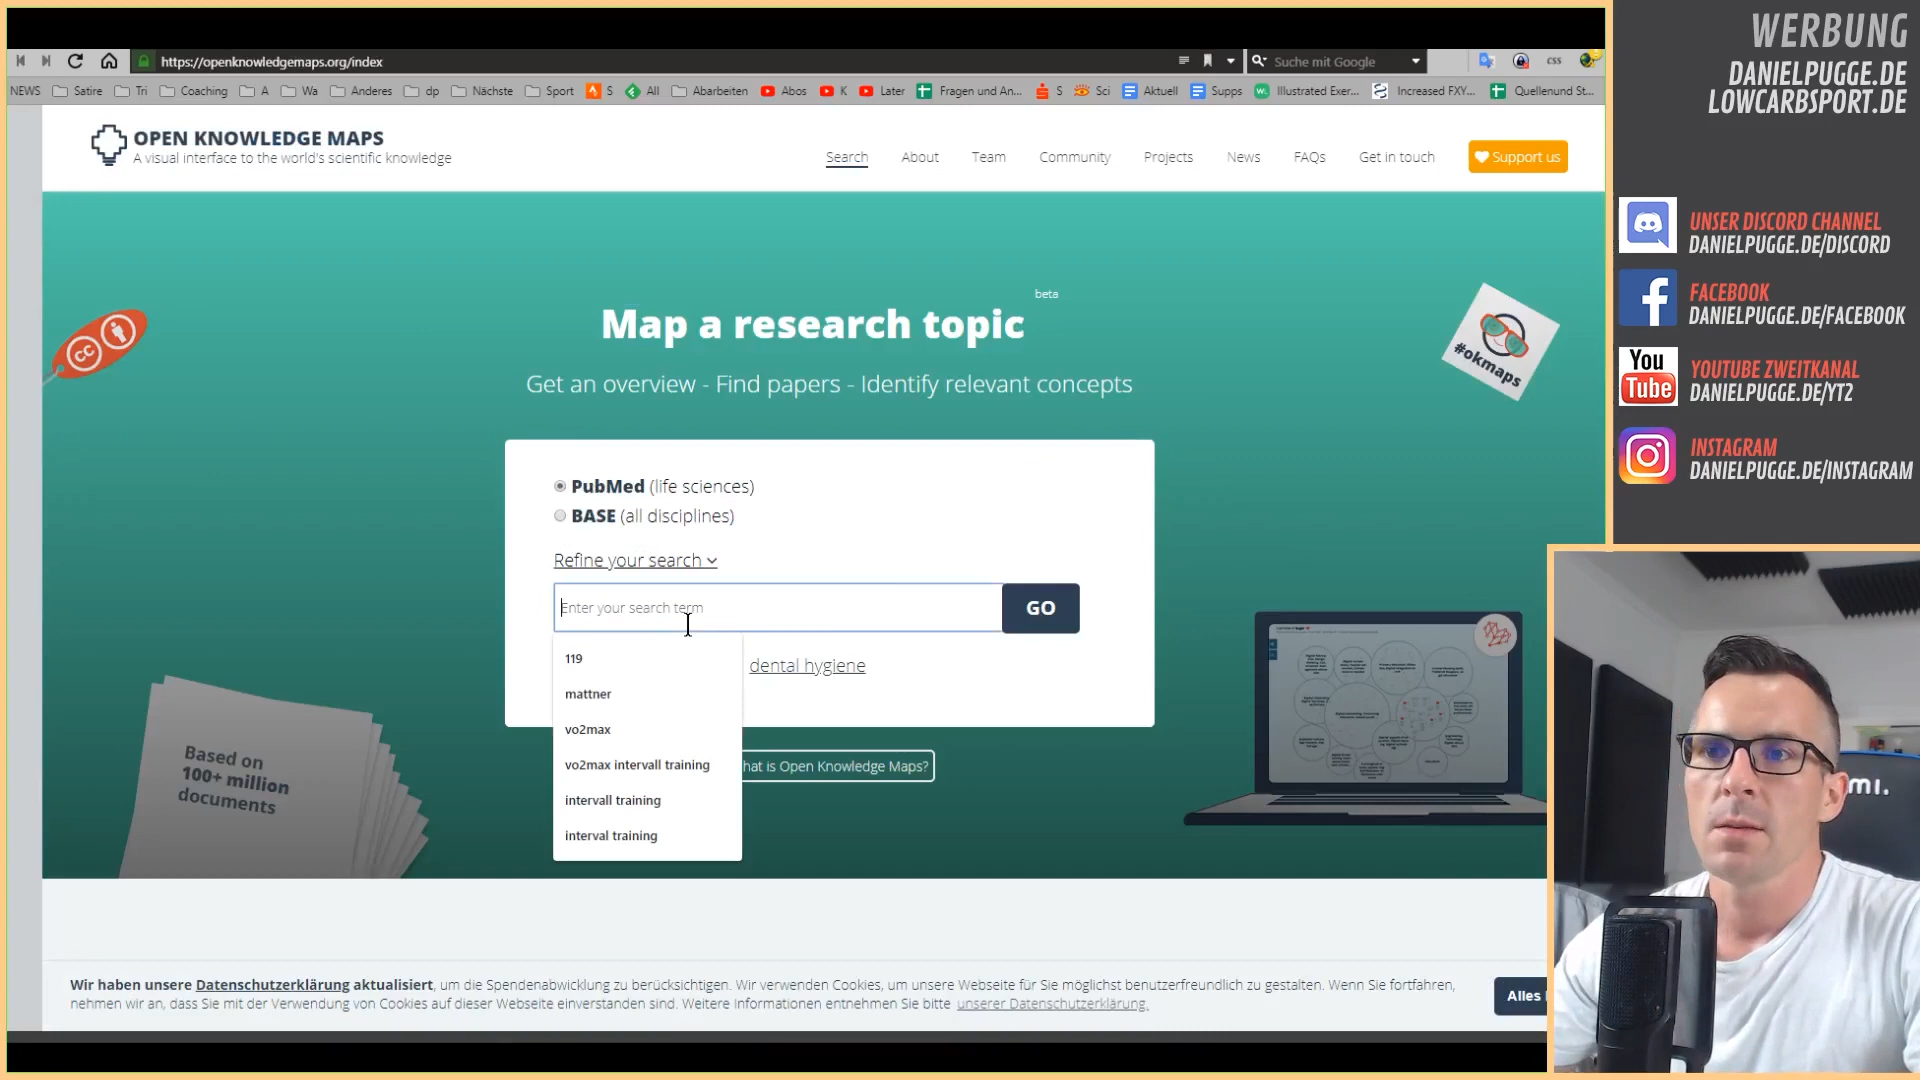 https://openknowledgemaps.org/index
Suche mit Google
css
NEWS Satire Tri Coaching A Wa Anderes dp Nächste Sport S All Abarbeiten Abos K Later Fragen und An... S Sci Aktuell Supps Illustrated Exer... Increased FXY... Quellenund St...
OPEN KNOWLEDGE MAPS
A visual interface to the world's scientific knowledge
Search About Team Community Projects News FAQs Get in touch Support us
beta
Map a research topic
Get an overview - Find papers - Identify relevant concepts
cc
#okmaps
PubMed (life sciences)
BASE (all disciplines)
Refine your search
Enter your search term
GO
119
mattner
vo2max
vo2max intervall training
intervall training
interval training
dental hygiene
hat is Open Knowledge Maps?
Based on
100+ million
documents
Wir haben unsere Datenschutzerklärung aktualisiert, um die Spendenabwicklung zu berücksichtigen. Wir verwenden Cookies, um unsere Webseite für Sie möglichst benutzerfreundlich zu gestalten. Wenn Sie fortfahren,
nehmen wir an, dass Sie mit der Verwendung von Cookies auf dieser Webseite einverstanden sind. Weitere Informationen entnehmen Sie bitte unserer Datenschutzerklärung.
Alles
WERBUNG
DANIELPUGGE.DE
LOWCARBSPORT.DE
UNSER DISCORD CHANNEL
DANIELPUGGE.DE/DISCORD
FACEBOOK
DANIELPUGGE.DE/FACEBOOK
You
Tube
YOUTUBE ZWEITKANAL
DANIELPUGGE.DE/YT2
INSTAGRAM
DANIELPUGGE.DE/INSTAGRAM
mi.